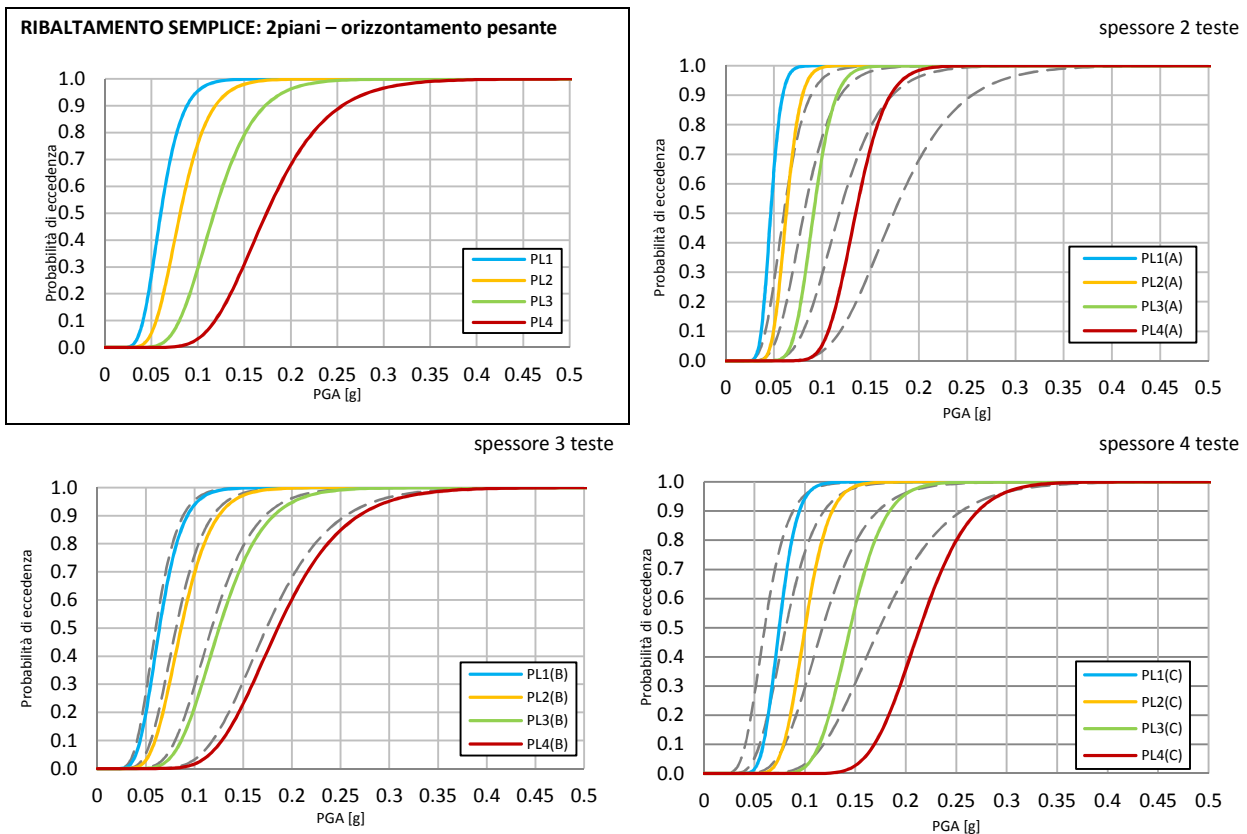 RIBALTAMENTO SEMPLICE: 2piani – orizzontamento pesante
Probabilità di eccedenza
1.0
0.9
0.8
0.7
0.6
0.5
0.4
0.3
0.2
0.1
0.0
PL1
PL2
PL3
PL4
0 0.05 0.1 0.15 0.2 0.25 0.3 0.35 0.4 0.45 0.5
PGA [g]
spessore 2 teste
Probabilità di eccedenza
1.0
0.9
0.8
0.7
0.6
0.5
0.4
0.3
0.2
0.1
0.0
PL1(A)
PL2(A)
PL3(A)
PL4(A)
0 0.05 0.1 0.15 0.2 0.25 0.3 0.35 0.4 0.45 0.5
PGA [g]
spessore 3 teste
Probabilità di eccedenza
1.0
0.9
0.8
0.7
0.6
0.5
0.4
0.3
0.2
0.1
0.0
PL1(B)
PL2(B)
PL3(B)
PL4(B)
0 0.05 0.1 0.15 0.2 0.25 0.3 0.35 0.4 0.45 0.5
PGA [g]
spessore 4 teste
Probabilità di eccedenza
1.0
0.9
0.8
0.7
0.6
0.5
0.4
0.3
0.2
0.1
0.0
PL1(C)
PL2(C)
PL3(C)
PL4(C)
0 0.05 0.1 0.15 0.2 0.25 0.3 0.35 0.4 0.45 0.5
PGA [g]